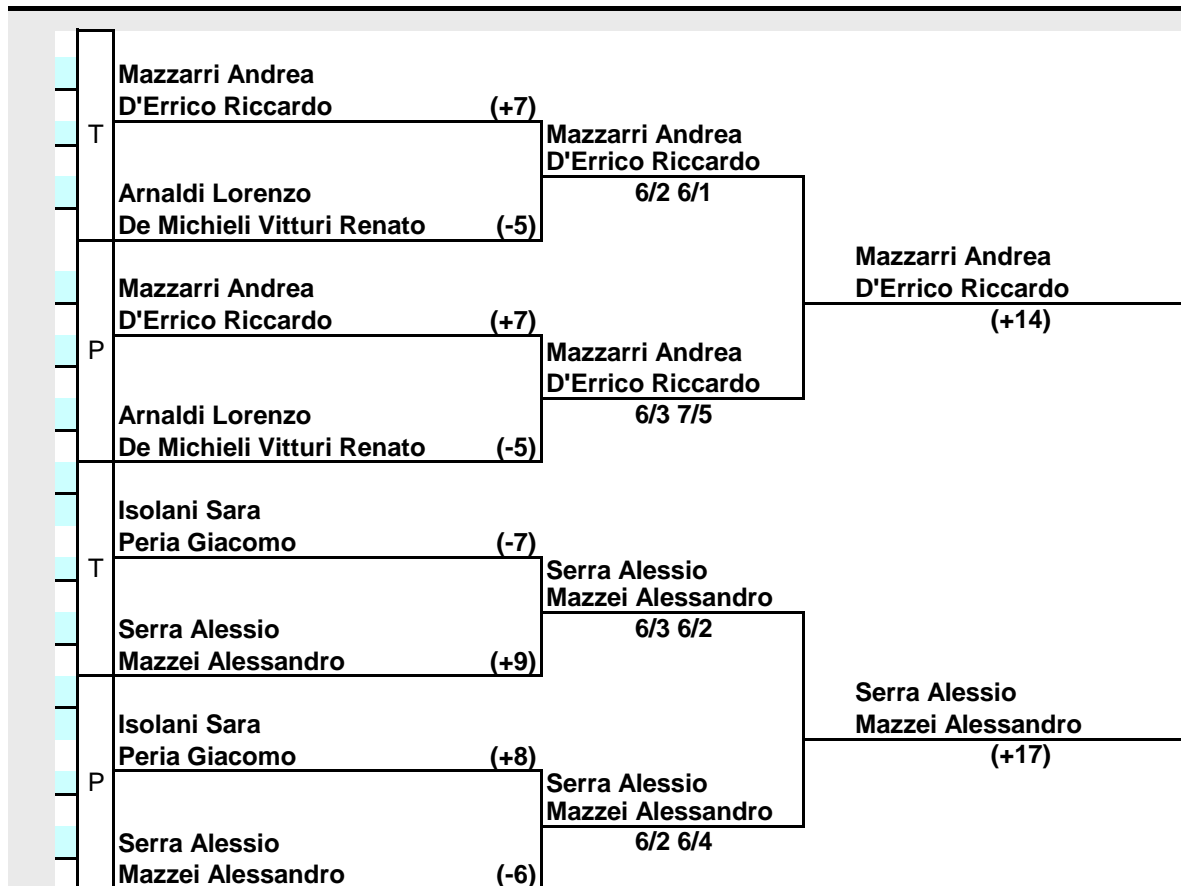 Mazzarri Andrea
D'Errico Riccardo (+7)
T
Mazzarri Andrea
D'Errico Riccardo
6/2 6/1
Arnaldi Lorenzo
De Michieli Vitturi Renato (-5)
Mazzarri Andrea
D'Errico Riccardo
(+14)
Mazzarri Andrea
D'Errico Riccardo (+7)
P
Mazzarri Andrea
D'Errico Riccardo
6/3 7/5
Arnaldi Lorenzo
De Michieli Vitturi Renato (-5)
Isolani Sara
Peria Giacomo (-7)
T
Serra Alessio
Mazzei Alessandro
6/3 6/2
Serra Alessio
Mazzei Alessandro (+9)
Serra Alessio
Mazzei Alessandro
(+17)
Isolani Sara
Peria Giacomo (+8)
P
Serra Alessio
Mazzei Alessandro
6/2 6/4
Serra Alessio
Mazzei Alessandro (-6)